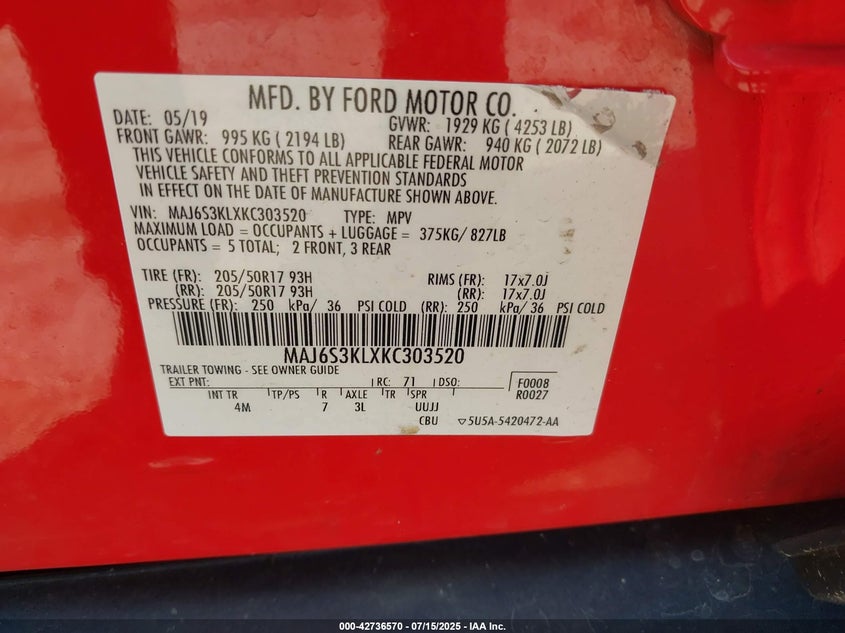 MFD. BY FORD MOTOR CO.
DATE: 05/19 GVWR: 1929 KG ( 4253 LB)
FRONT GAWR: 995 KG ( 2194 LB) REAR GAWR: 940 KG ( 2072 LB)
THIS VEHICLE CONFORMS TO ALL APPLICABLE FEDERAL MOTOR
VEHICLE SAFETY AND THEFT PREVENTION STANDARDS
IN EFFECT ON THE DATE OF MANUFACTURE SHOWN ABOVE.
VIN: MAJ6S3KLXKC303520 TYPE: MPV
MAXIMUM LOAD = OCCUPANTS + LUGGAGE = 375KG/ 827LB
OCCUPANTS = 5 TOTAL; 2 FRONT, 3 REAR
TIRE (FR): 205/50R17 93H RIMS (FR): 17x7.0J
(RR): 205/50R17 93H (RR): 17x7.0J
PRESSURE (FR): 250 kPa/ 36 PSI COLD (RR): 250 kPa/ 36 PSI COLD
MAJ6S3KLXKC303520
TRAILER TOWING - SEE OWNER GUIDE
EXT PNT: RC: 71 DSO: F0008
R0027
INT TR TP/PS R AXLE TR SPR
4M 7 3L UUJJ
CBU ▽5U5A-5420472-AA
000-42736570 - 07/15/2025 - IAA Inc.